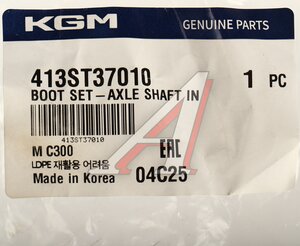 KGM GENUINE PARTS
413ST37010 1 PC
BOOT SET-AXLE SHAFT IN
413ST37010
M C300
LDPE 재활용 어려움 EAC
Made in Korea 04C25